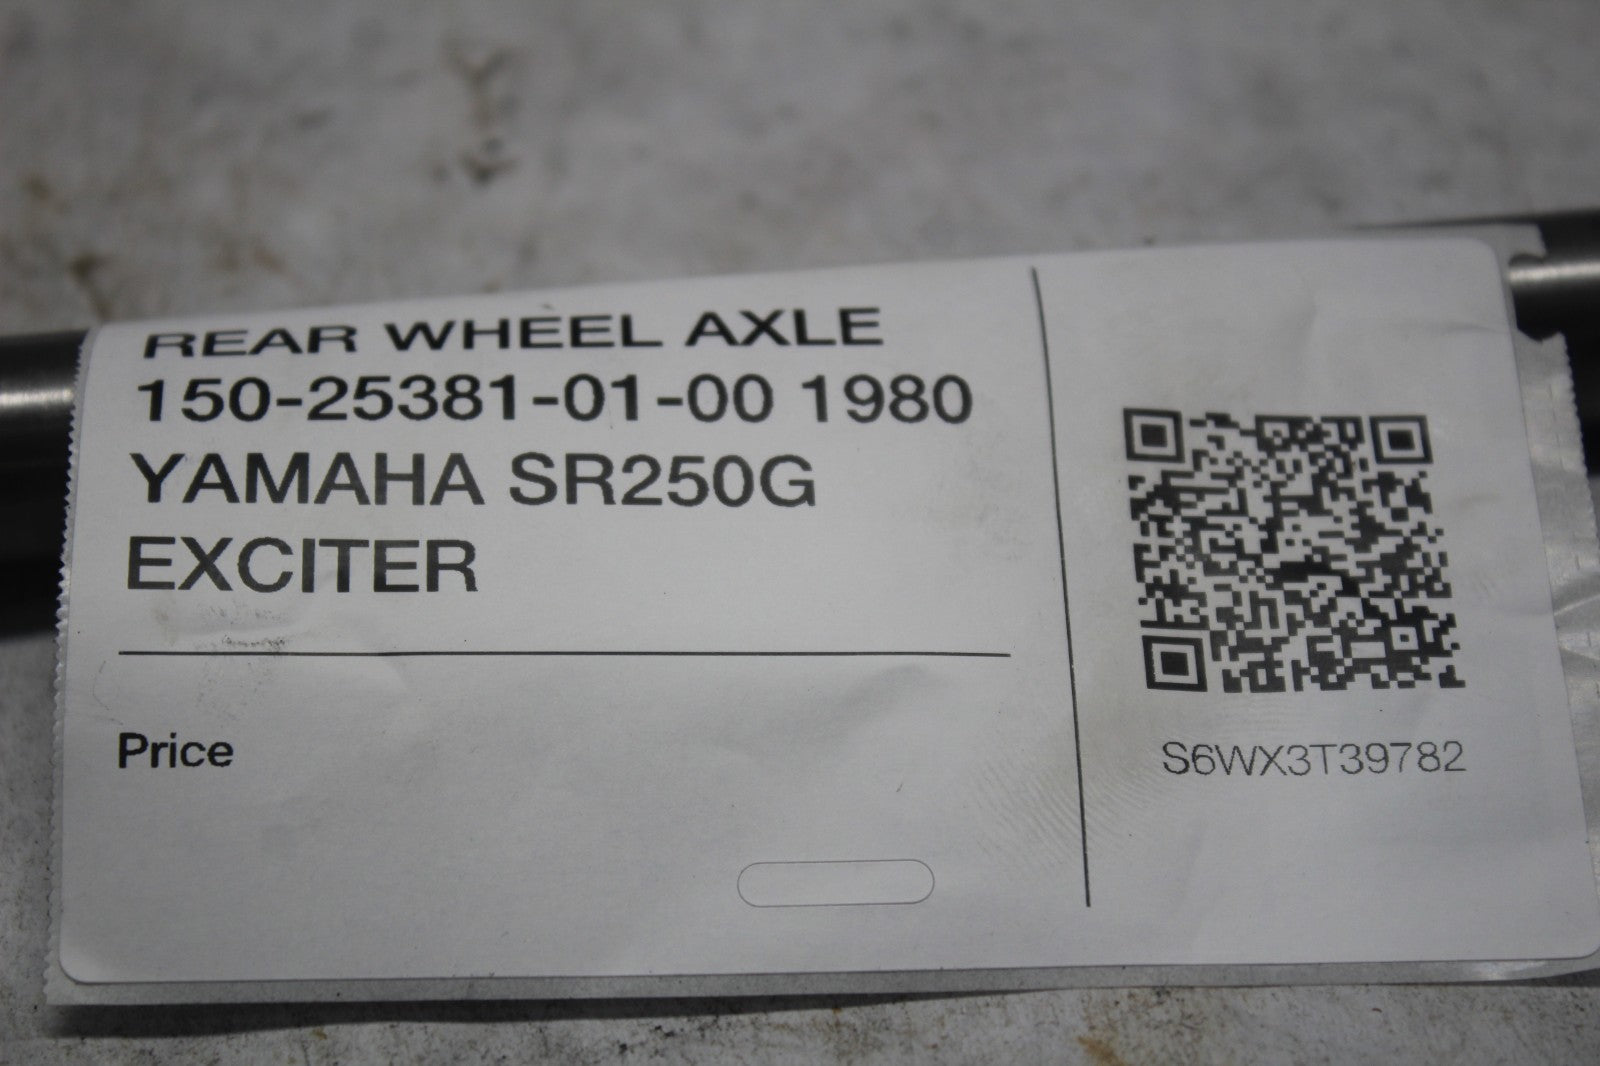 REAR WHEEL AXLE
150-25381-01-00 1980
YAMAHA SR250G
EXCITER
Price
S6WX3T39782